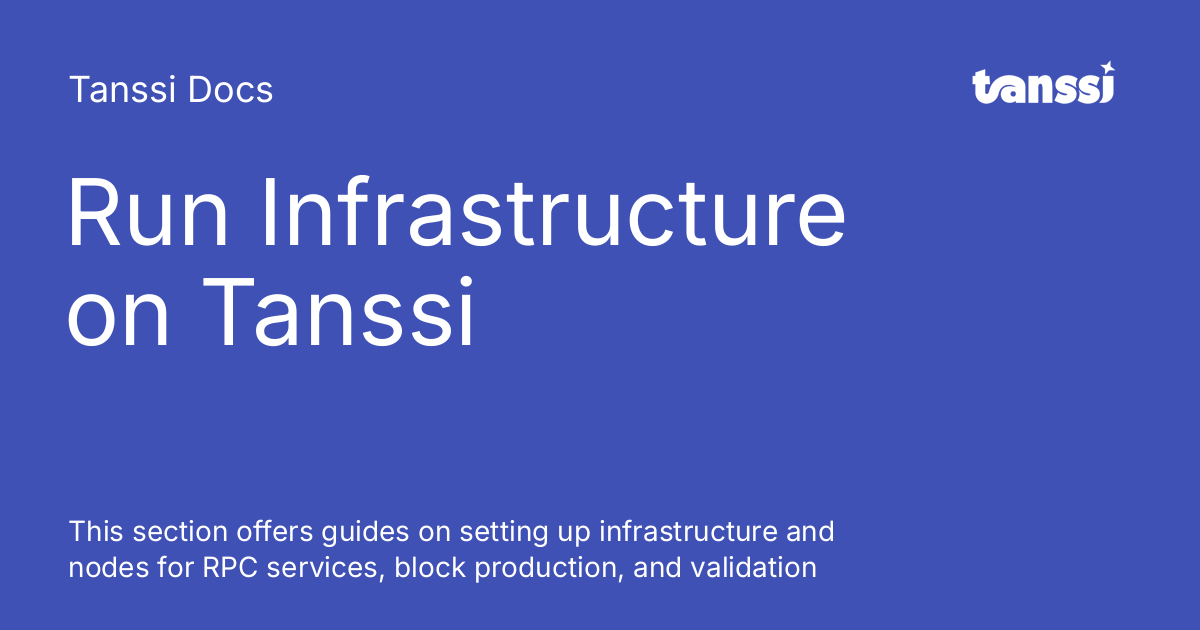 Tanssi Docs
tanssi
Run Infrastructure
on Tanssi
This section offers guides on setting up infrastructure and
nodes for RPC services, block production, and validation